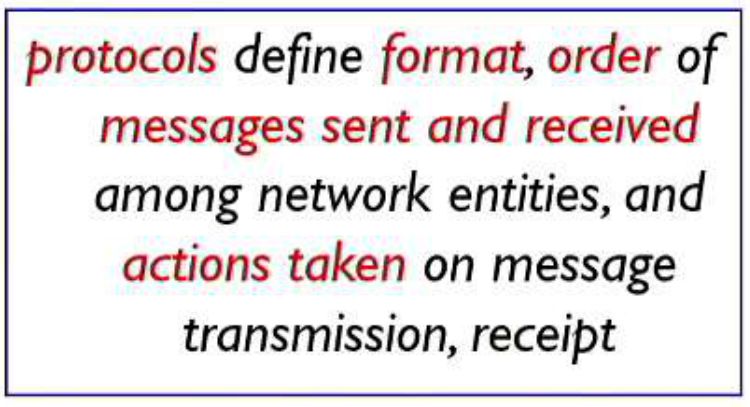 protocols define format, order of
messages sent and received
among network entities, and
actions taken on message
transmission, receipt